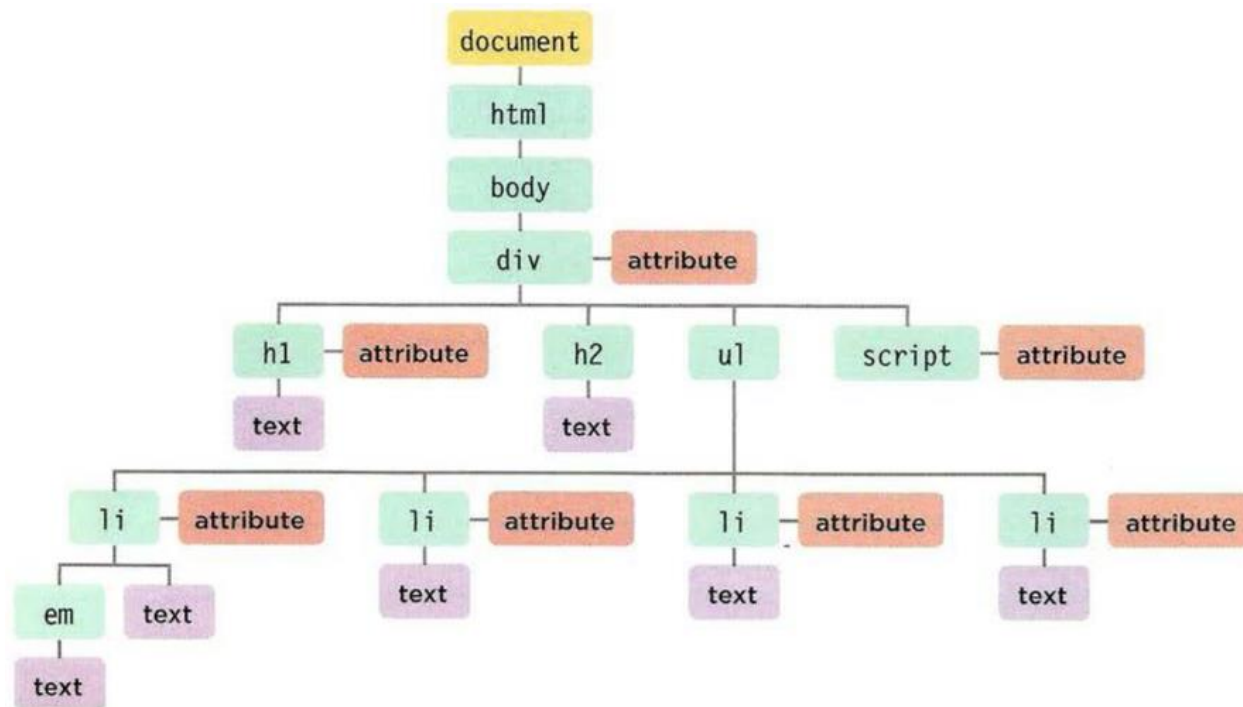 document
html
body
div attribute
h1 attribute h2 ul script attribute
text text
li attribute li attribute li attribute li attribute
em text text text text
text